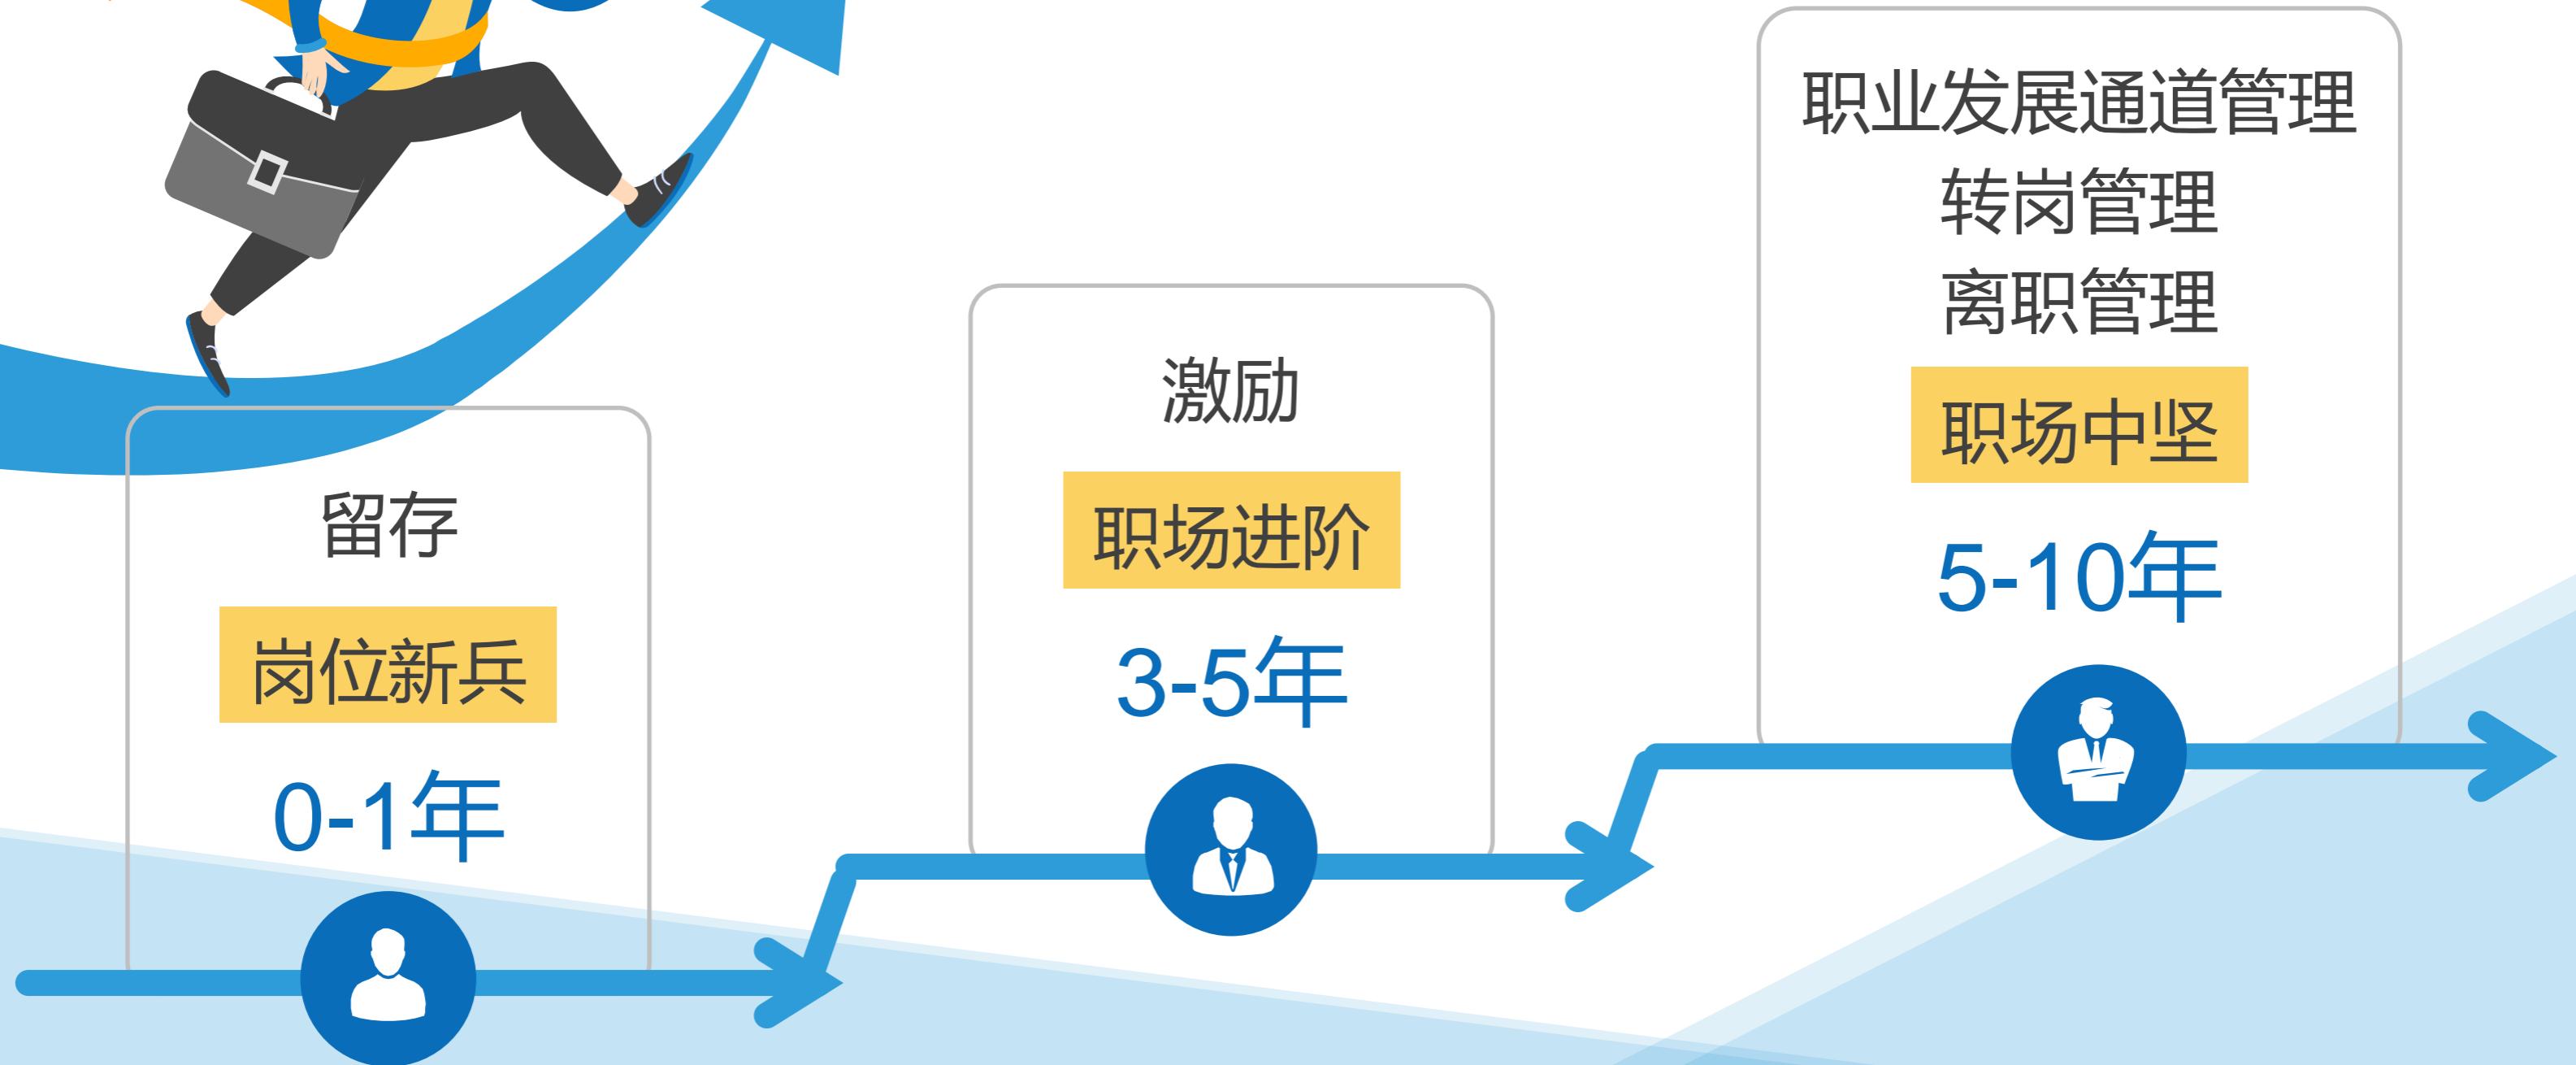 留存
岗位新兵
0-1年
激励
职场进阶
3-5年
职业发展通道管理
转岗管理
离职管理
职场中坚
5-10年